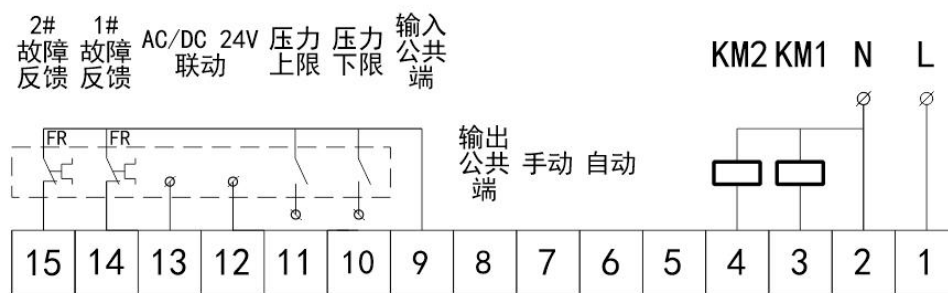 2# 故障 反馈
1# 故障 反馈
AC/DC 24V 联动
压力 上限
压力 下限
输入 公共 端
KM2 KM1 N L
FR FR
输出 公共 端
手动 自动
15 14 13 12 11 10 9 8 7 6 5 4 3 2 1